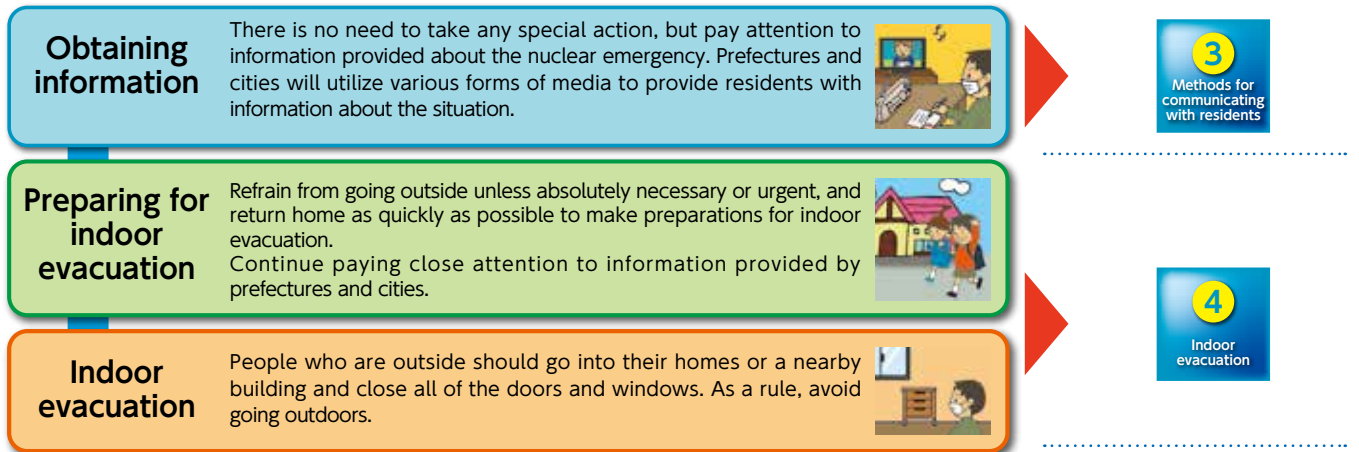 Obtaining
information
There is no need to take any special action, but pay attention to
information provided about the nuclear emergency. Prefectures and
cities will utilize various forms of media to provide residents with
information about the situation.
3
Methods for
communicating
with residents
Preparing for
indoor
evacuation
Refrain from going outside unless absolutely necessary or urgent, and
return home as quickly as possible to make preparations for indoor
evacuation.
Continue paying close attention to information provided by
prefectures and cities.
4
Indoor
evacuation
Indoor
evacuation
People who are outside should go into their homes or a nearby
building and close all of the doors and windows. As a rule, avoid
going outdoors.